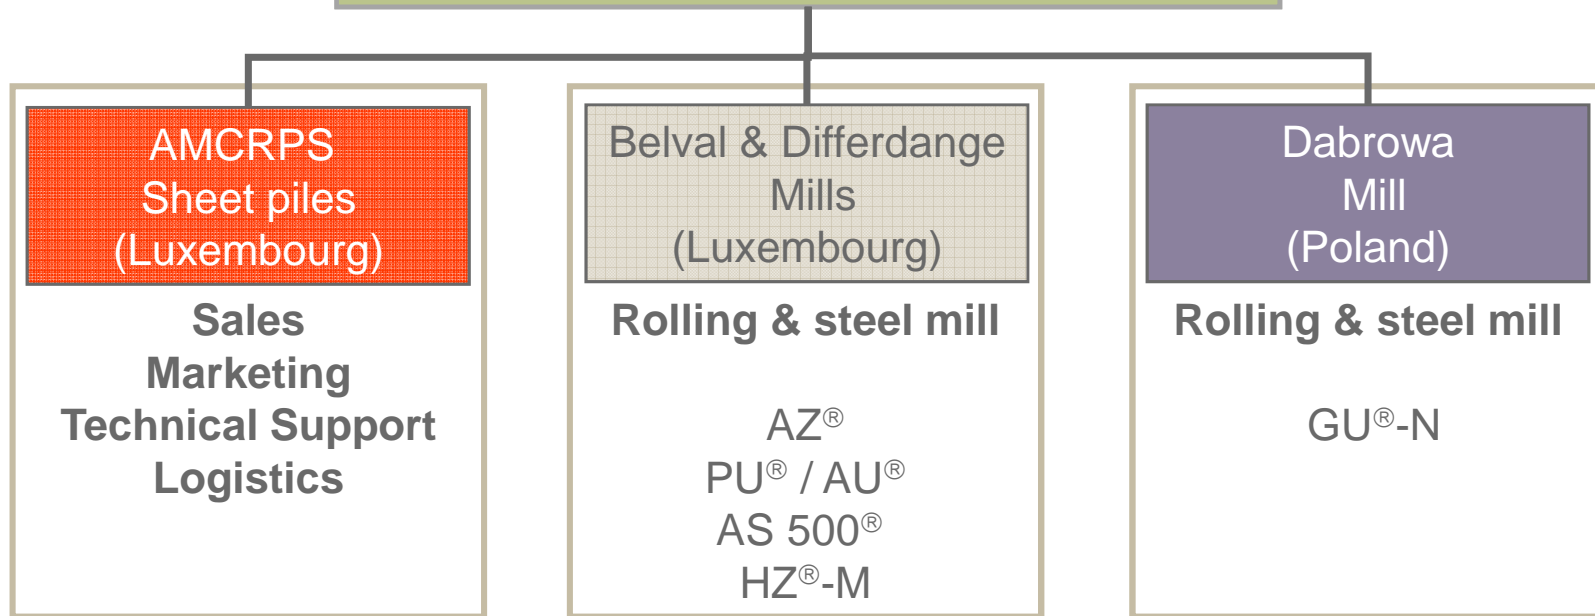 AMCRPS
Sheet piles
(Luxembourg)
Sales
Marketing
Technical Support
Logistics
Belval & Differdange
Mills
(Luxembourg)
Rolling & steel mill
AZ®
PU® / AU®
AS 500®
HZ®-M
Dabrowa
Mill
(Poland)
Rolling & steel mill
GU®-N